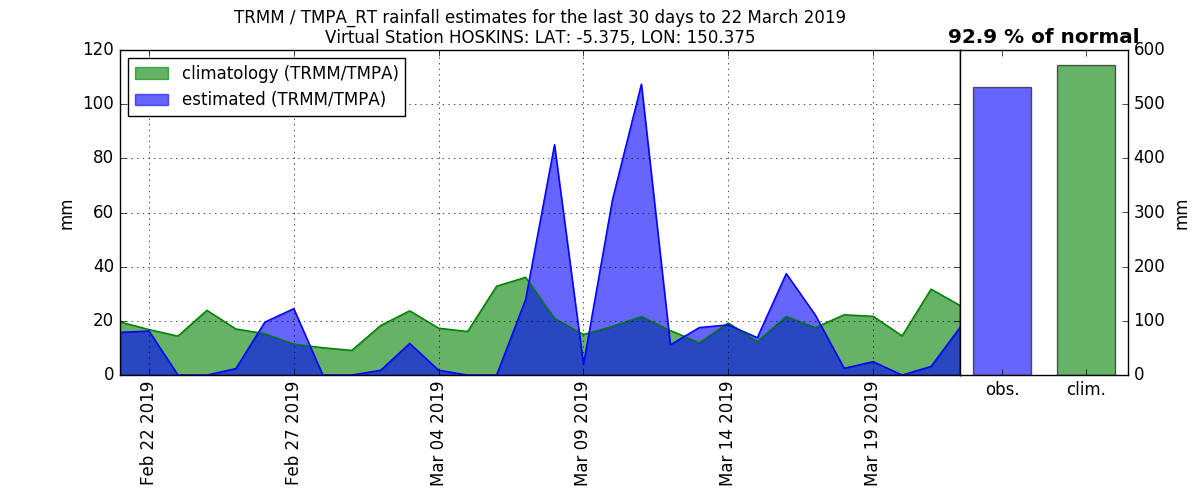 TRMM / TMPA_RT rainfall estimates for the last 30 days to 22 March 2019
Virtual Station HOSKINS: LAT: -5.375, LON: 150.375
92.9 % of normal
climatology (TRMM/TMPA)
estimated (TRMM/TMPA)
120
100
80
60
40
20
0
mm
Feb 22 2019
Feb 27 2019
Mar 04 2019
Mar 09 2019
Mar 14 2019
Mar 19 2019
obs.
clim.
600
500
400
300
200
100
0
mm